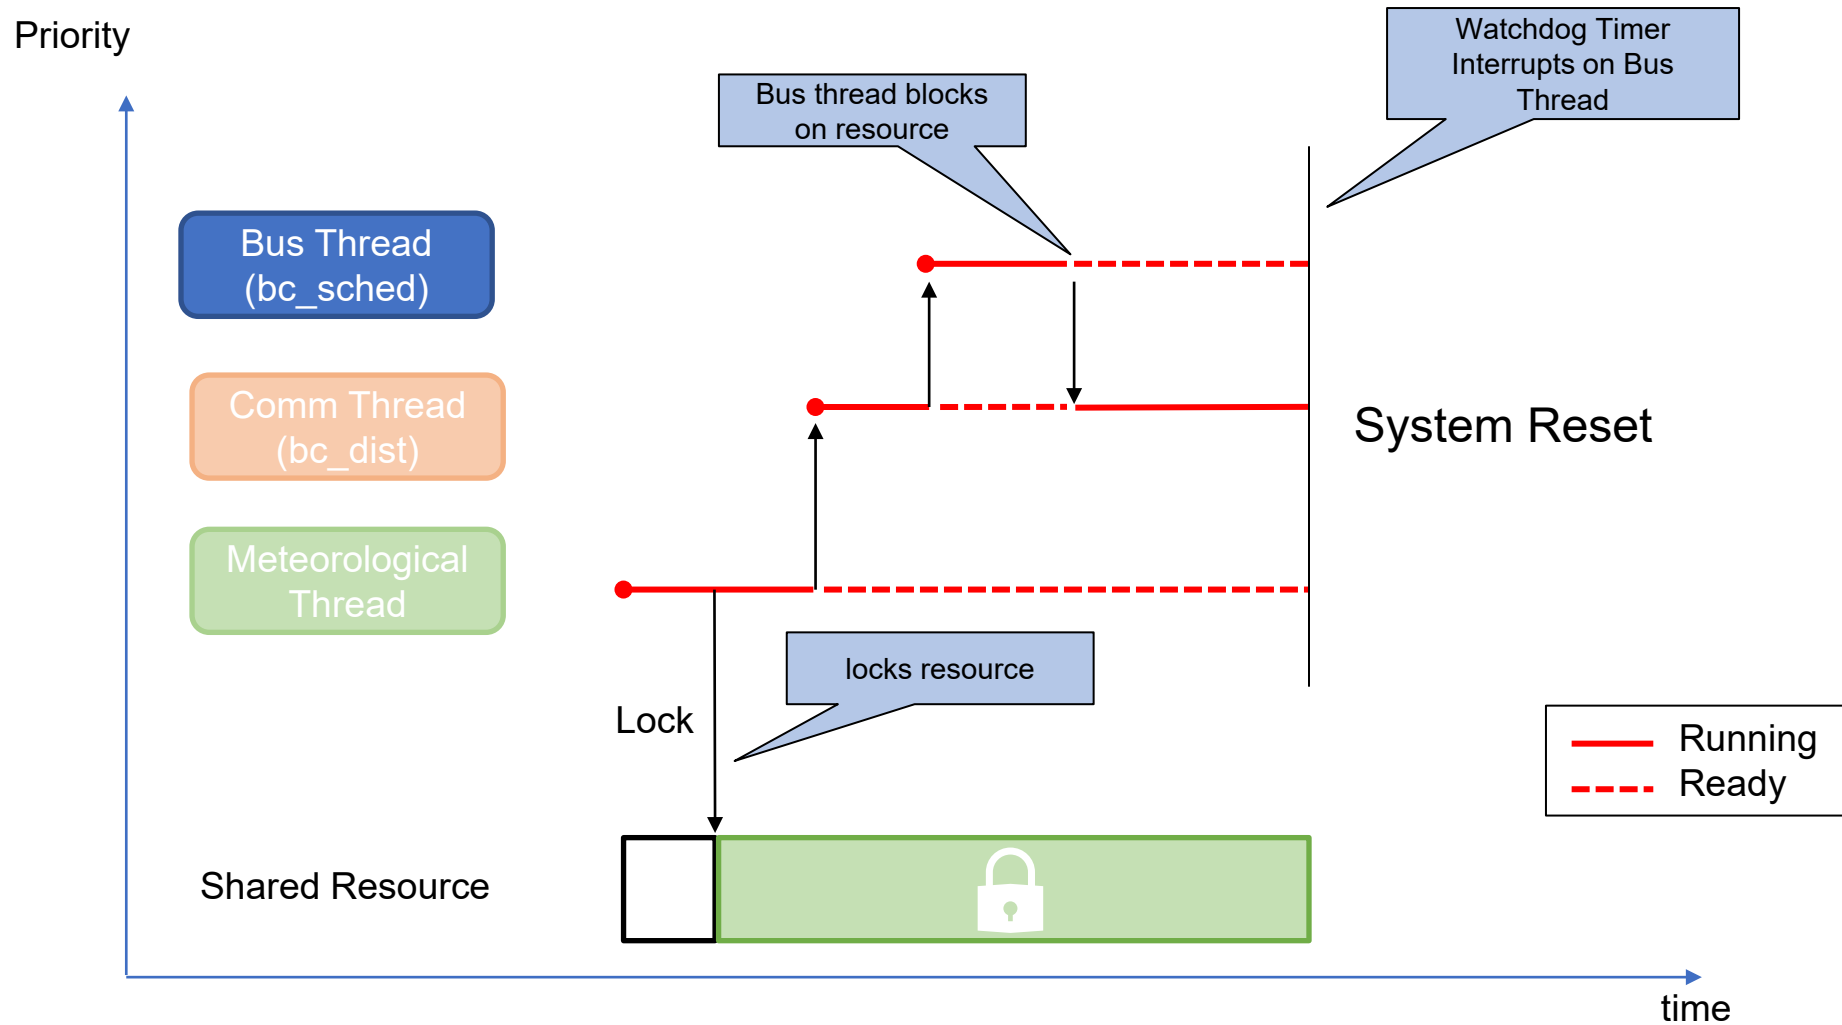 Priority
Watchdog Timer
Interrupts on Bus
Thread
Bus thread blocks
on resource
Bus Thread
(bc_sched)
Comm Thread
(bc_dist)
System Reset
Meteorological
Thread
locks resource
Lock
Running
Ready
Shared Resource
time